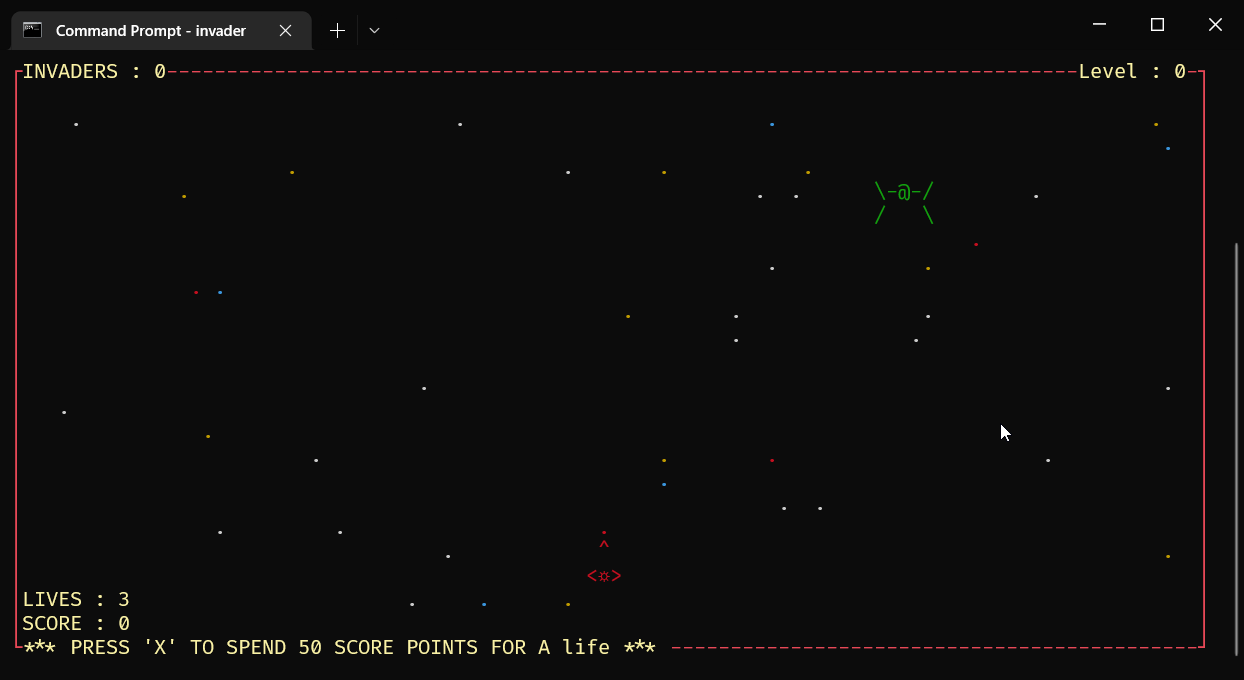 Command Prompt - invader
INVADERS : 0
Level : 0
\-@-/
/   \
^
<☼>
LIVES : 3
SCORE : 0
*** PRESS 'X' TO SPEND 50 SCORE POINTS FOR A life ***